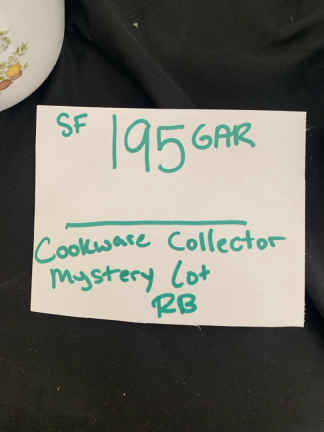 SF 195 GAR
Cookware Collector
Mystery Lot
RB